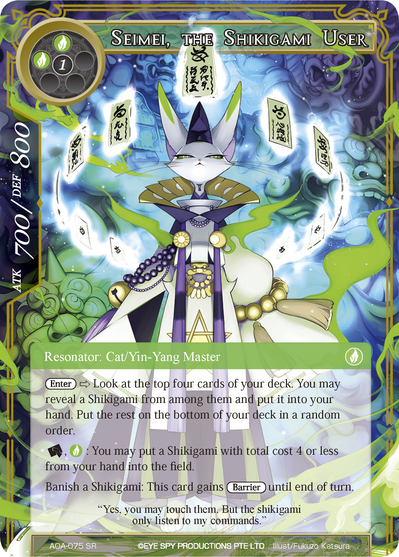 Seimei, the Shikigami User
1
ATK 700 / DEF 800
Resonator: Cat/Yin-Yang Master
Enter ⇨ Look at the top four cards of your deck. You may
reveal a Shikigami from among them and put it into your
hand. Put the rest on the bottom of your deck in a random
order.
, : You may put a Shikigami with total cost 4 or less
from your hand into the field.
Banish a Shikigami: This card gains Barrier until end of turn.
“Yes, you may touch them. But the shikigami
only listen to my commands.”
AOA-075 SR ©EYE SPY PRODUCTIONS PTE LTD Illust/Fukuzo Katsura